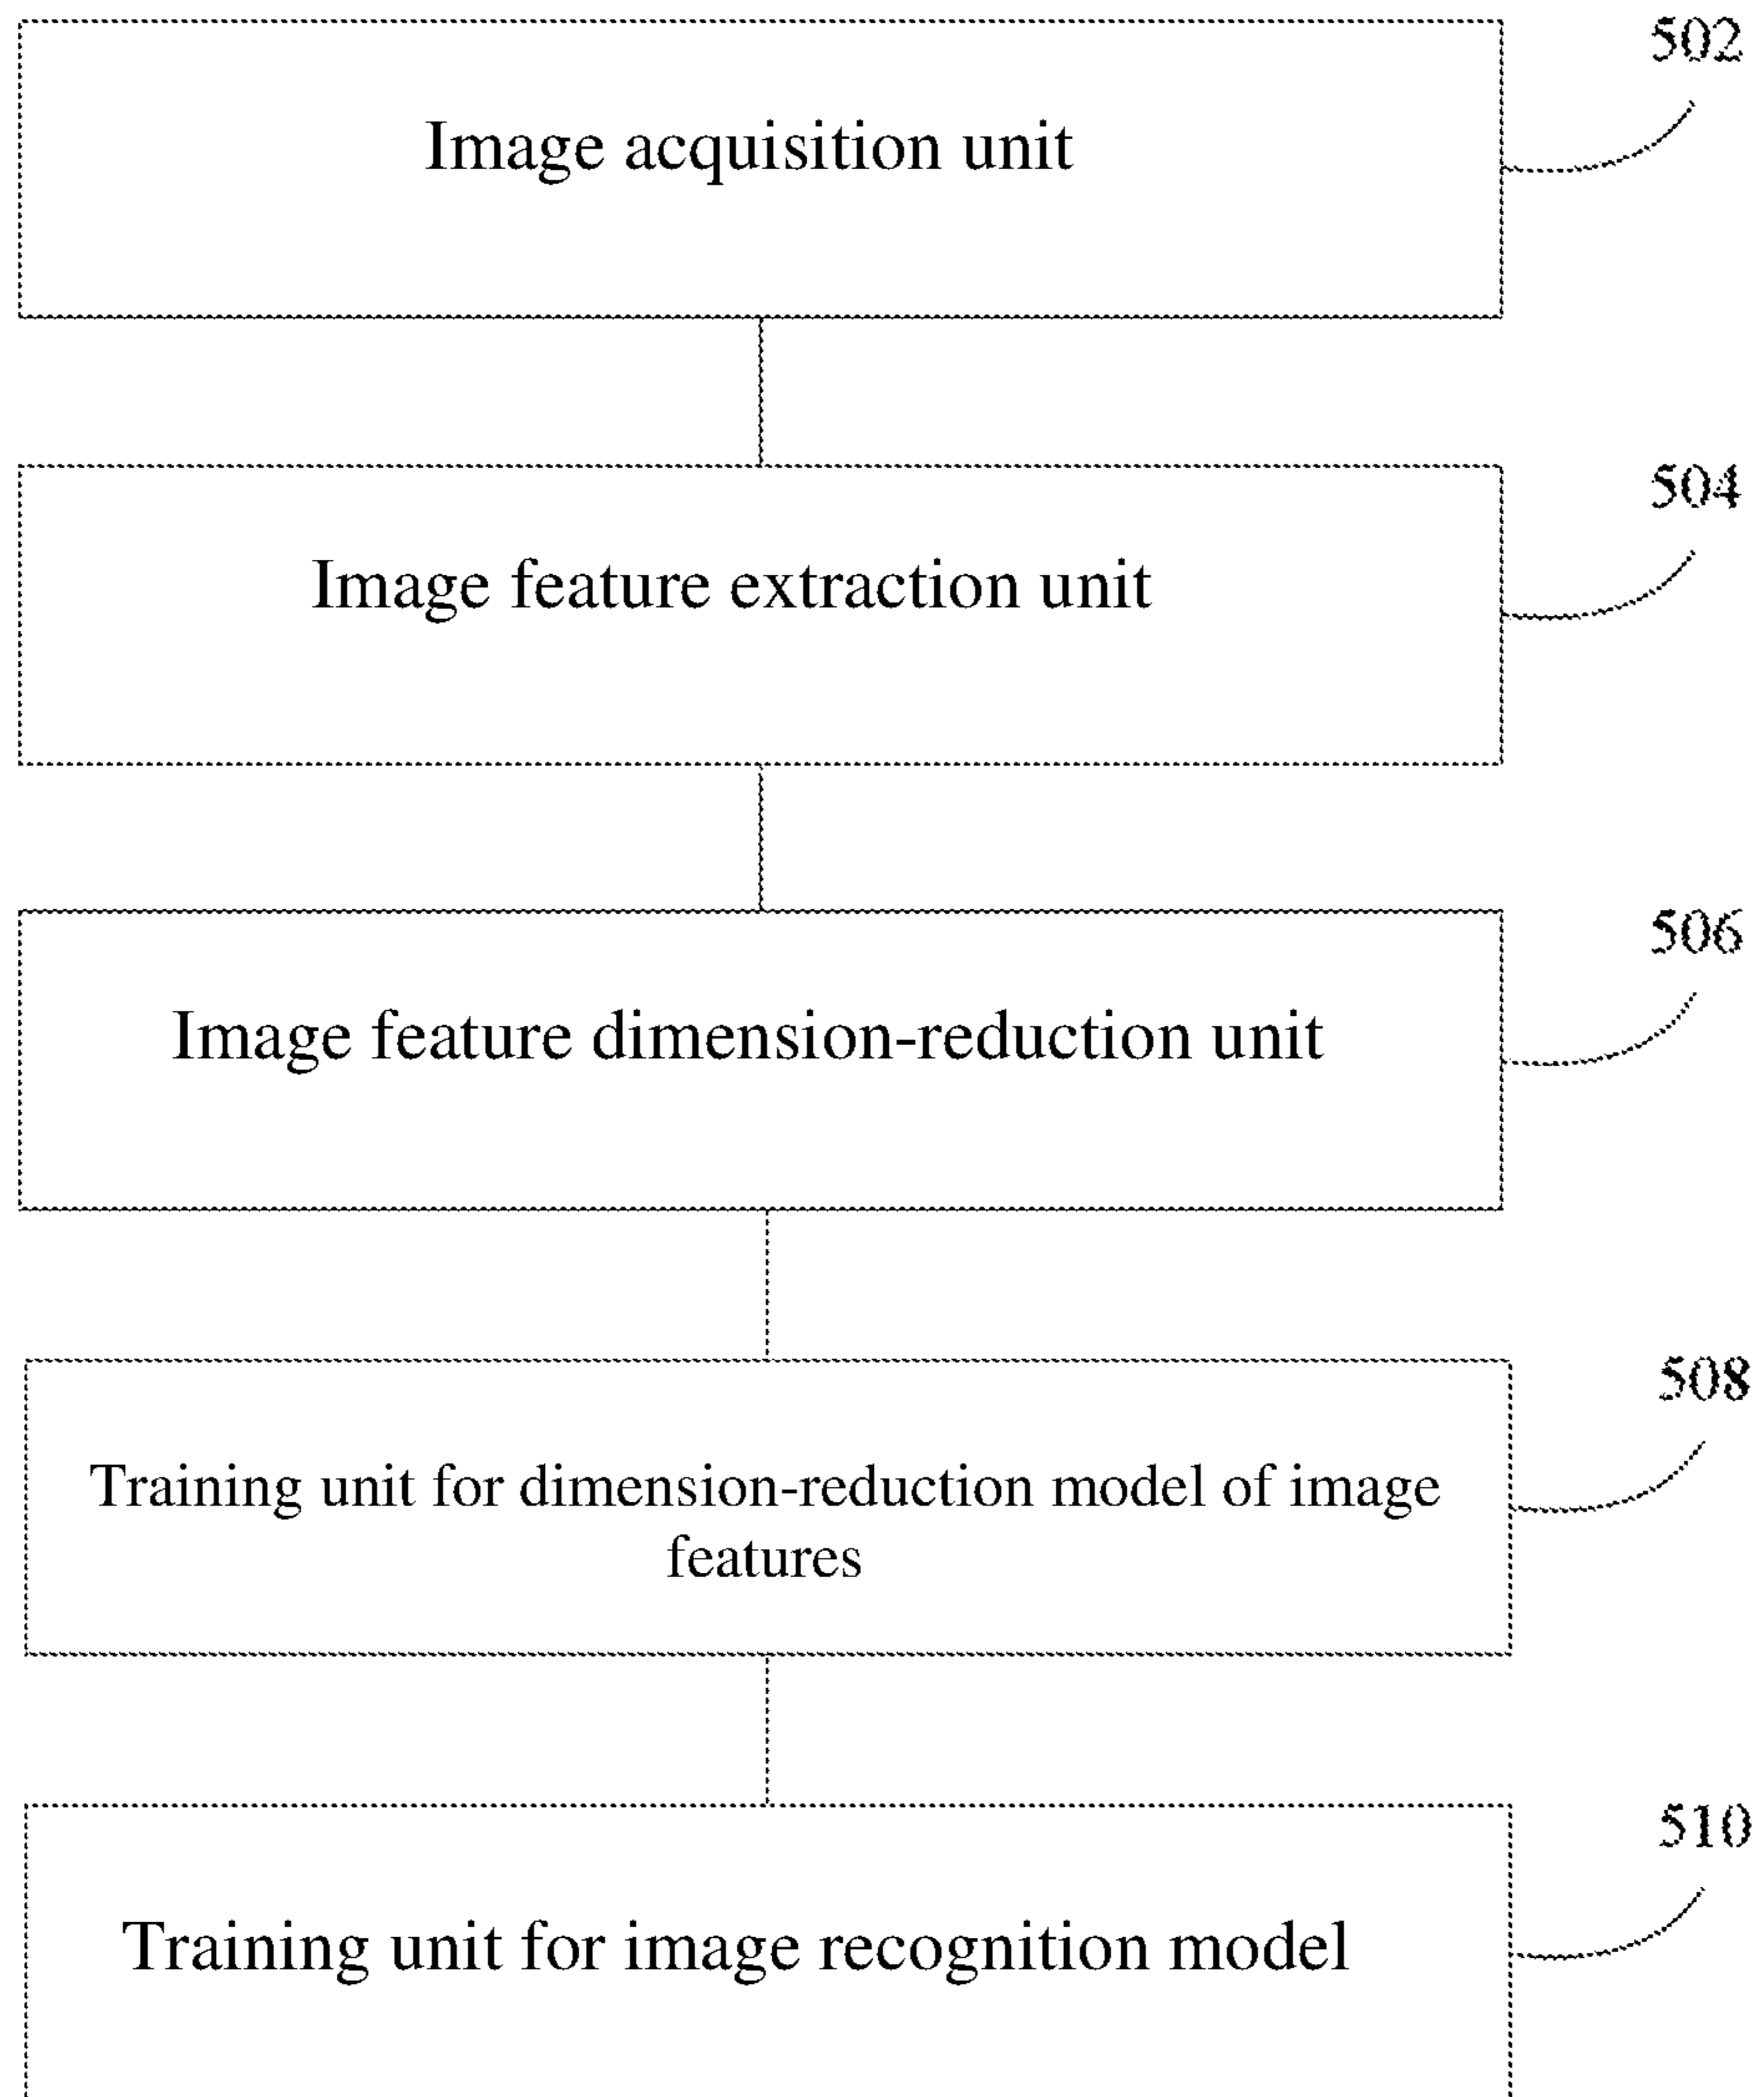 502
Image acquisition unit
504
Image feature extraction unit
506
Image feature dimension-reduction unit
508
Training unit for dimension-reduction model of image
features
510
Training unit for image recognition model